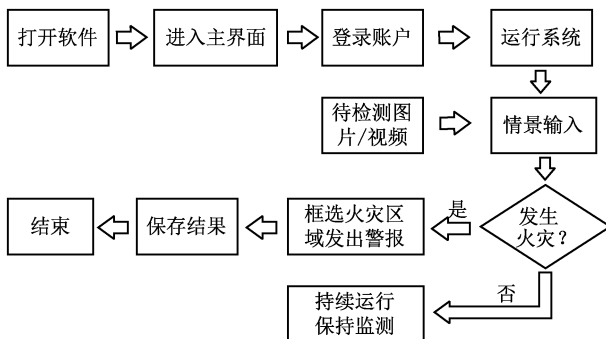 打开软件
进入主界面
登录账户
运行系统
待检测图
片/视频
情景输入
发生
火灾?
是
框选火灾区
域发出警报
保存结果
结束
否
持续运行
保持监测